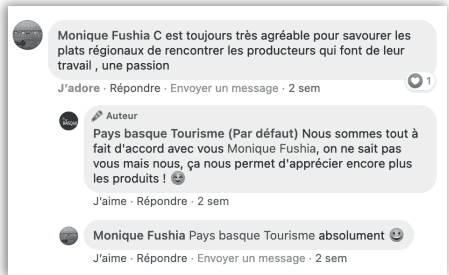 Monique Fushia C est toujours très agréable pour savourer les
plats régionaux de rencontrer les producteurs qui font de leur
travail , une passion
1
J'adore · Répondre · Envoyer un message · 2 sem
Auteur
Pays basque Tourisme (Par défaut) Nous sommes tout à
fait d'accord avec vous Monique Fushia, on ne sait pas
vous mais nous, ça nous permet d'apprécier encore plus
les produits !
J'aime · Répondre · 2 sem
Monique Fushia Pays basque Tourisme absolument
J'aime · Répondre · Envoyer un message · 2 sem